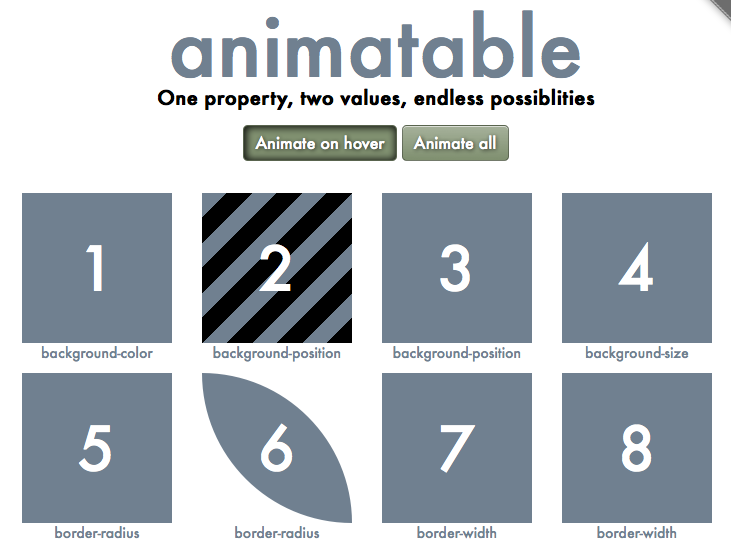 animatable
One property, two values, endless possiblities
Animate on hover Animate all
1 2 3 4
background-color background-position background-position background-size
5 6 7 8
border-radius border-radius border-width border-width